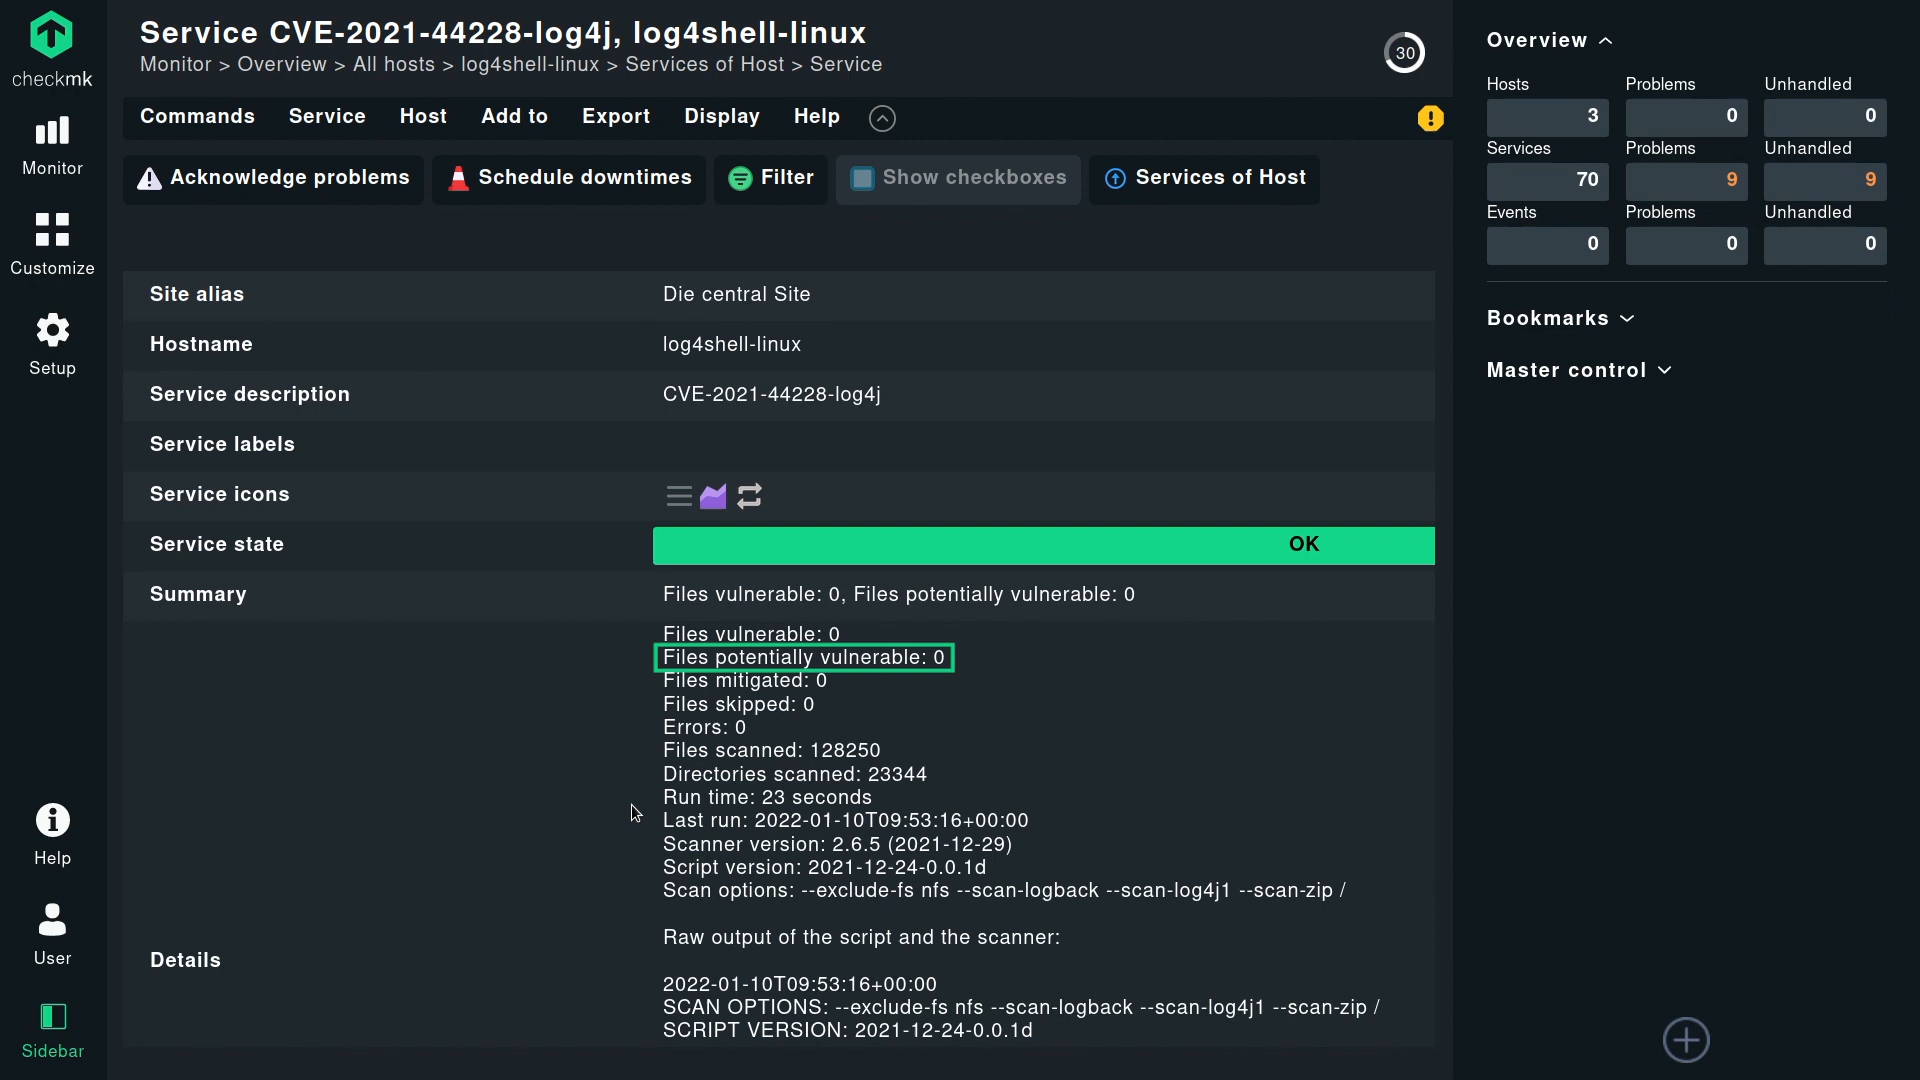 checkmk
Monitor
Customize
Setup
Help
User
Sidebar
Service CVE-2021-44228-log4j, log4shell-linux
Monitor > Overview > All hosts > log4shell-linux > Services of Host > Service
30
Commands Service Host Add to Export Display Help
Acknowledge problems Schedule downtimes Filter Show checkboxes Services of Host
Site alias Die central Site
Hostname log4shell-linux
Service description CVE-2021-44228-log4j
Service labels
Service icons
Service state OK
Summary Files vulnerable: 0, Files potentially vulnerable: 0
Details
Files vulnerable: 0
Files potentially vulnerable: 0
Files mitigated: 0
Files skipped: 0
Errors: 0
Files scanned: 128250
Directories scanned: 23344
Run time: 23 seconds
Last run: 2022-01-10T09:53:16+00:00
Scanner version: 2.6.5 (2021-12-29)
Script version: 2021-12-24-0.0.1d
Scan options: --exclude-fs nfs --scan-logback --scan-log4j1 --scan-zip /
Raw output of the script and the scanner:
2022-01-10T09:53:16+00:00
SCAN OPTIONS: --exclude-fs nfs --scan-logback --scan-log4j1 --scan-zip /
SCRIPT VERSION: 2021-12-24-0.0.1d
Overview
Hosts Problems Unhandled
3 0 0
Services Problems Unhandled
70 9 9
Events Problems Unhandled
0 0 0
Bookmarks
Master control